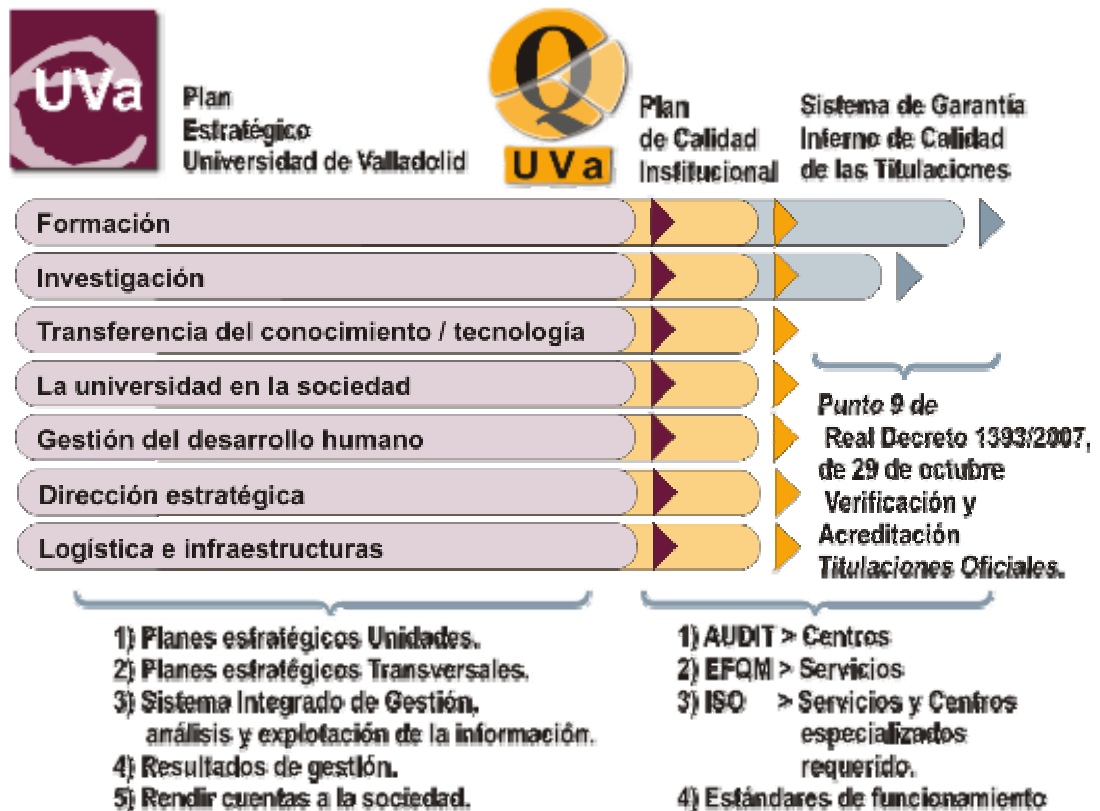 UVa
Plan
Estratégico
Universidad de Valladolid
Q
UVa
Plan
de Calidad
Institucional
Sistema de Garantía
Interno de Calidad
de las Titulaciones
Formación
Investigación
Transferencia del conocimiento / tecnología
La universidad en la sociedad
Gestión del desarrollo humano
Dirección estratégica
Logística e infraestructuras
Punto 9 de
Real Decreto 1393/2007,
de 29 de octubre
Verificación y
Acreditación
Titulaciones Oficiales.
1) Planes estratégicos Unidades.
2) Planes estratégicos Transversales.
3) Sistema Integrado de Gestión,
análisis y explotación de la información.
4) Resultados de gestión.
5) Rendir cuentas a la sociedad.
1) AUDIT > Centros
2) EFQM > Servicios
3) ISO > Servicios y Centros
especializados
requerido.
4) Estándares de funcionamiento